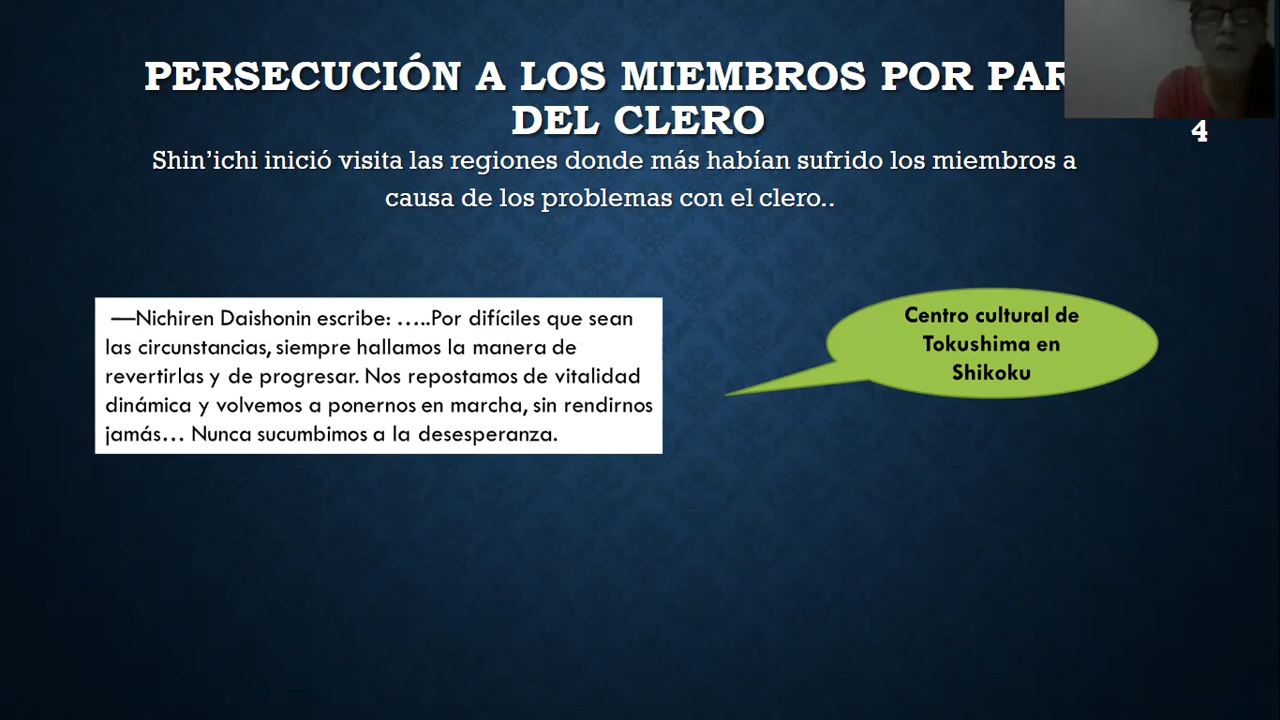 PERSECUCIÓN A LOS MIEMBROS POR PAR
DEL CLERO
4
Shin’ichi inició visita las regiones donde más habían sufrido los miembros a
causa de los problemas con el clero..
—Nichiren Daishonin escribe: …..Por difíciles que sean
las circunstancias, siempre hallamos la manera de
revertirlas y de progresar. Nos repostamos de vitalidad
dinámica y volvemos a ponernos en marcha, sin rendirnos
jamás… Nunca sucumbimos a la desesperanza.
Centro cultural de
Tokushima en
Shikoku